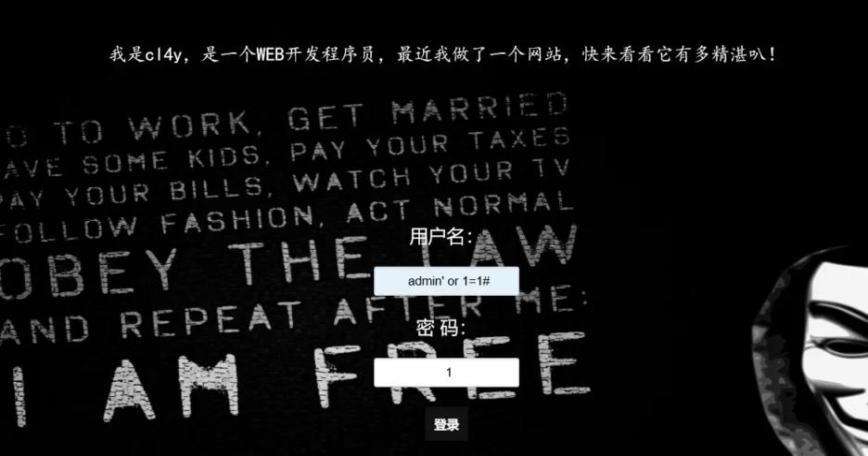 我是cl4y，是一个WEB开发程序员，最近我做了一个网站，快来看看它有多精湛叭！
O TO WORK, GET MARRIED
AVE SOME KIDS, PAY YOUR TAXES
PAY YOUR BILLS, WATCH YOUR TV
FOLLOW FASHION, ACT NORMAL
OBEY THE LAW
AND REPEAT AFTER ME:
I AM FREE
用户名：
admin' or 1=1#
密 码：
1
登录